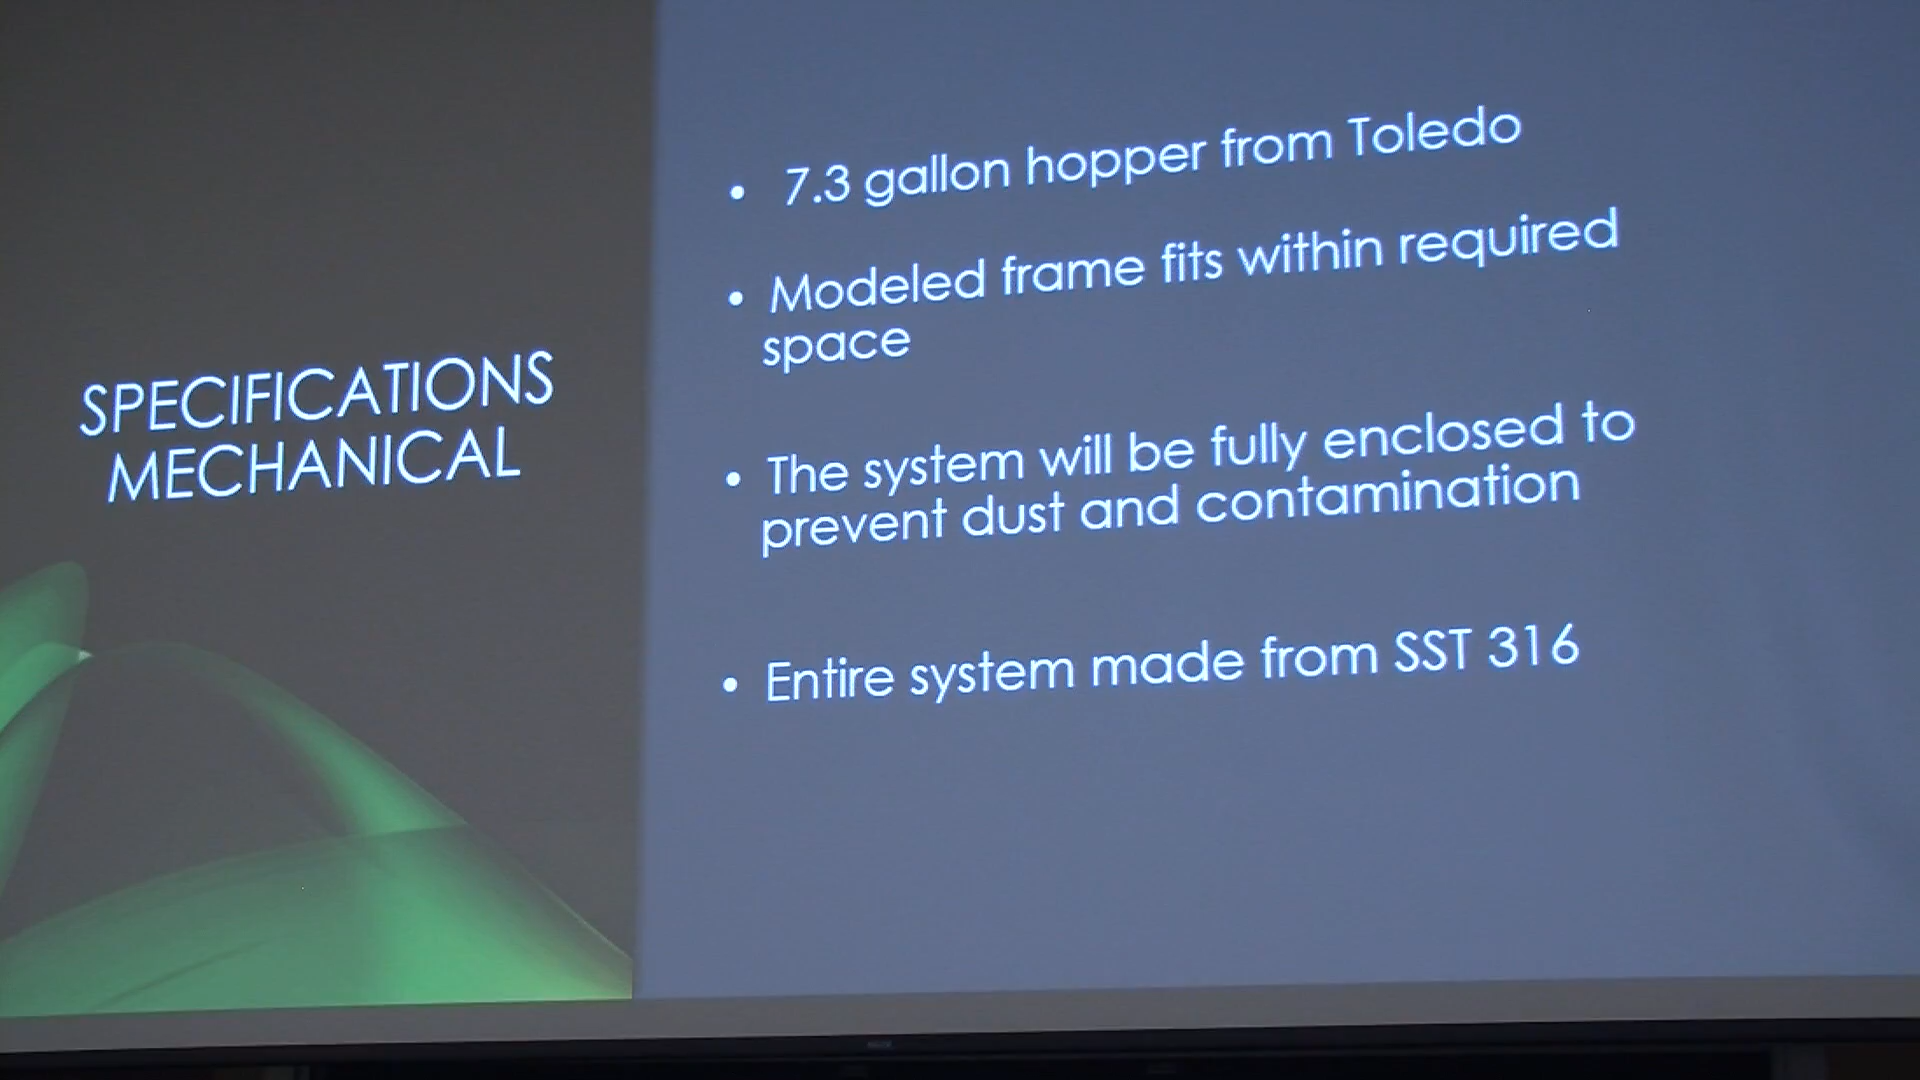 SPECIFICATIONS
MECHANICAL
• 7.3 gallon hopper from Toledo
• Modeled frame fits within required
space
• The system will be fully enclosed to
prevent dust and contamination
• Entire system made from SST 316